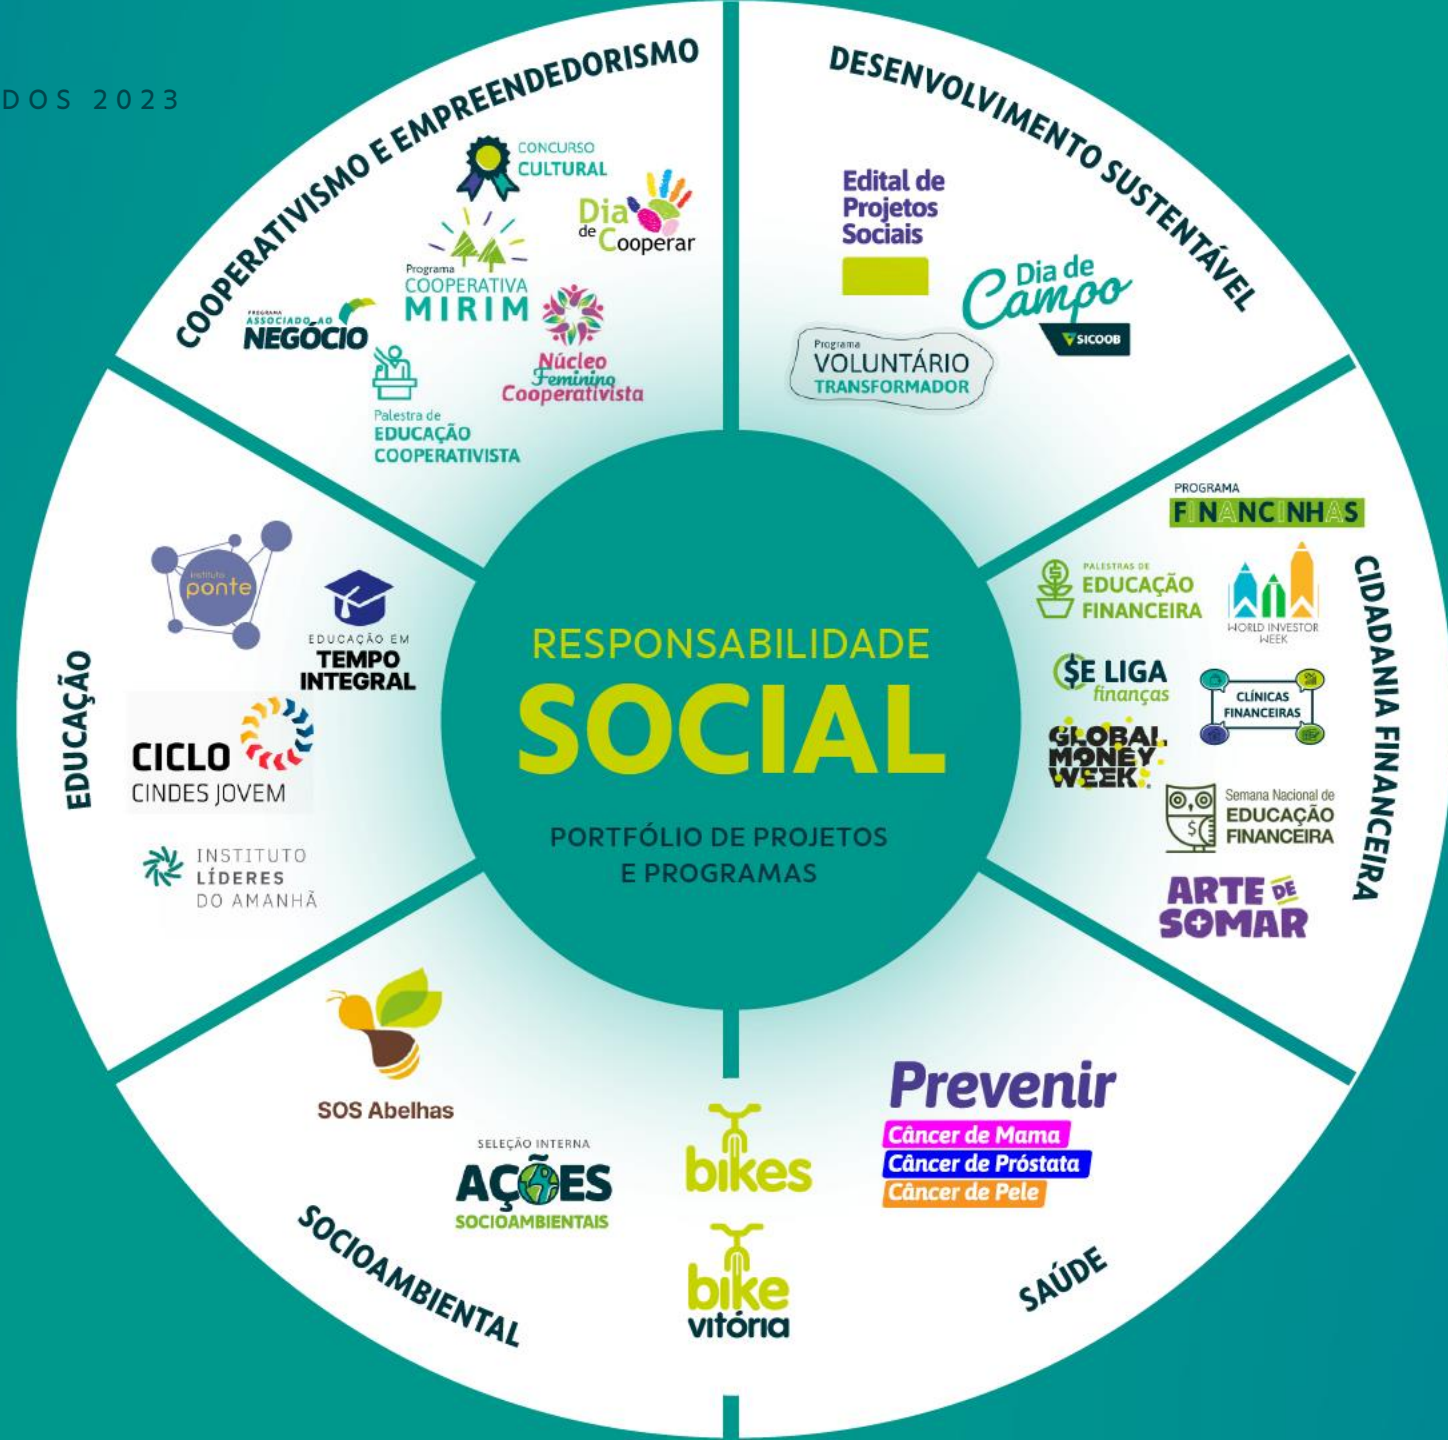 DOS 2023
COOPERATIVISMO E EMPREENDEDORISMO
CONCURSO
CULTURAL
Dia
de Cooperar
Programa
COOPERATIVA
MIRIM
PROGRAMA
ASSOCIADO AO
NEGÓCIO
Núcleo
Feminino
Cooperativista
Palestra de
EDUCAÇÃO
COOPERATIVISTA
DESENVOLVIMENTO SUSTENTÁVEL
Edital de
Projetos
Sociais
Dia de
Campo
SICOOB
Programa
VOLUNTÁRIO
TRANSFORMADOR
CIDADANIA FINANCEIRA
PROGRAMA
FINANCINHAS
PALESTRAS DE
EDUCAÇÃO
FINANCEIRA
WORLD INVESTOR
WEEK
$E LIGA
finanças
CLÍNICAS
FINANCEIRAS
GLOBAL
MONEY
WEEK
Semana Nacional de
EDUCAÇÃO
FINANCEIRA
ARTE DE
SOMAR
EDUCAÇÃO
instituto
ponte
EDUCAÇÃO EM
TEMPO
INTEGRAL
CICLO
CINDES JOVEM
INSTITUTO
LÍDERES
DO AMANHÃ
RESPONSABILIDADE
SOCIAL
PORTFÓLIO DE PROJETOS
E PROGRAMAS
SOCIOAMBIENTAL
SOS Abelhas
SELEÇÃO INTERNA
AÇÕES
SOCIOAMBIENTAIS
bikes
bike
vitória
SAÚDE
Prevenir
Câncer de Mama
Câncer de Próstata
Câncer de Pele